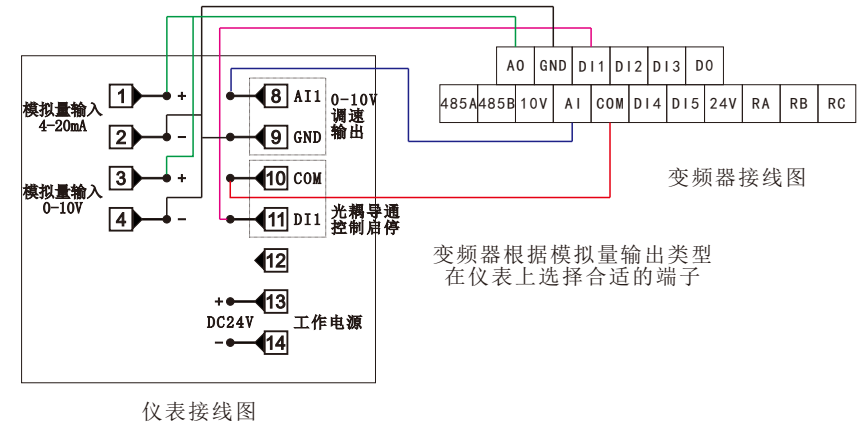 AO GND DI1 DI2 DI3 DO
485A 485B 10V AI COM DI4 DI5 24V RA RB RC
变频器接线图
变频器根据模拟量输出类型
在仪表上选择合适的端子
模拟量输入
4-20mA
1 +
2 -
模拟量输入
0-10V
3 +
4 -
8 AI1
9 GND
0-10V
调速
输出
10 COM
11 DI1
光耦导通
控制启停
12
+ 13
DC24V 工作电源
- 14
仪表接线图